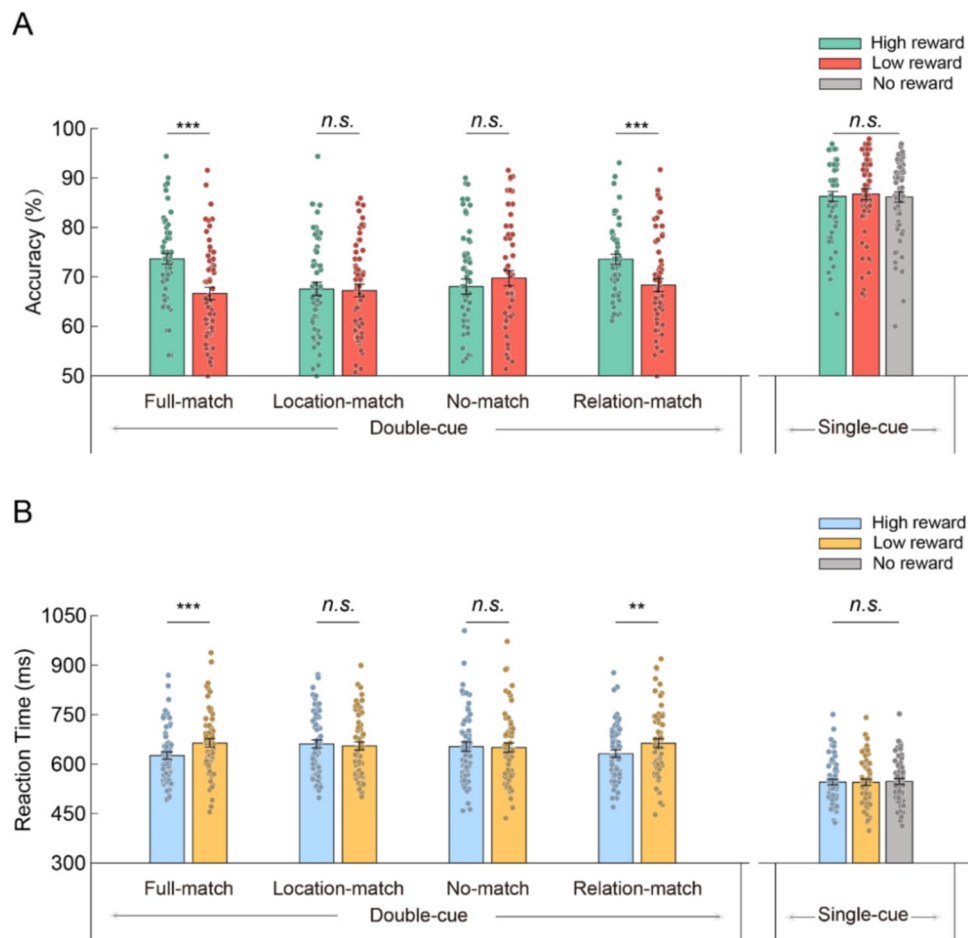 A
High reward
Low reward
No reward
*** n.s. n.s. *** n.s.
100
90
80
70
60
50
Accuracy (%)
Full-match Location-match No-match Relation-match
Double-cue Single-cue
B
High reward
Low reward
No reward
*** n.s. n.s. ** n.s.
1050
900
750
600
450
300
Reaction Time (ms)
Full-match Location-match No-match Relation-match
Double-cue Single-cue